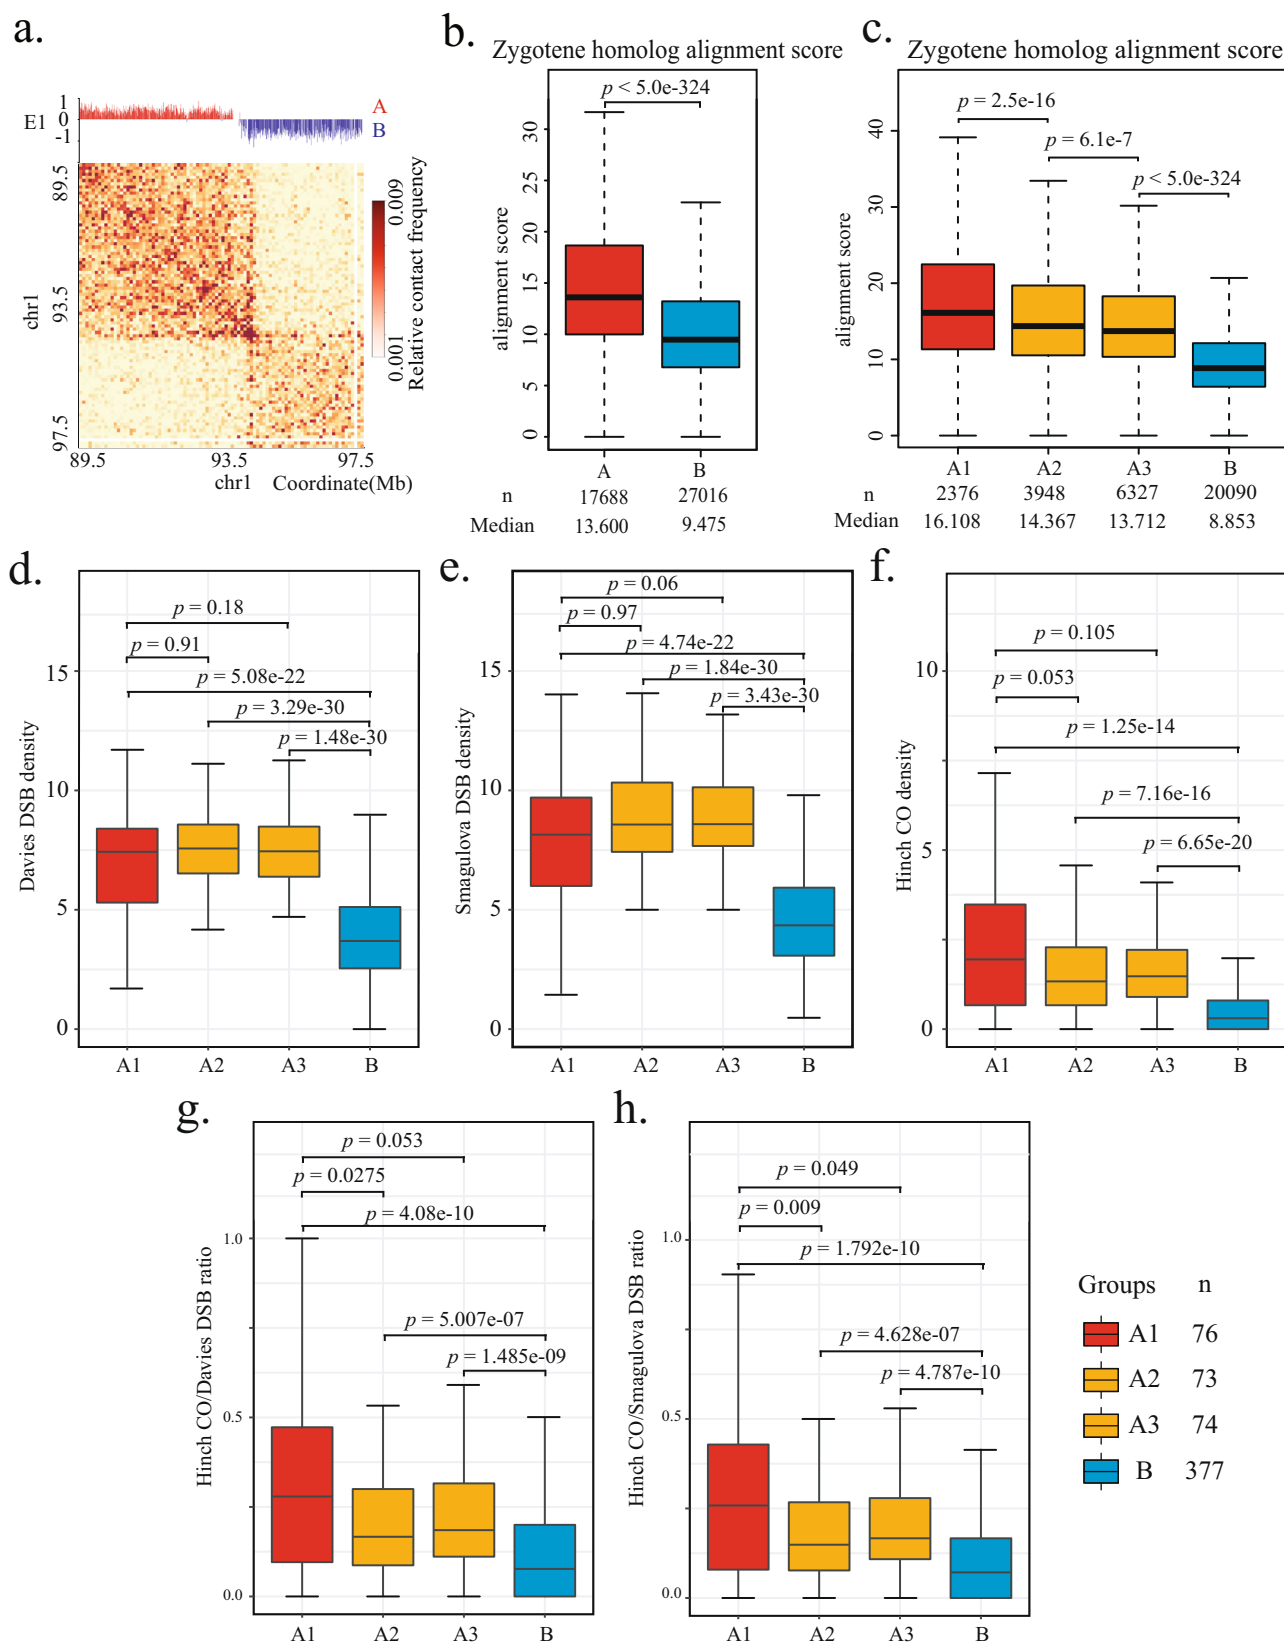 a.
1
0
-1
E1
A
B
89.5
93.5
97.5
chr1
89.5 93.5 97.5
chr1 Coordinate(Mb)
0.009
0.001
Relative contact frequency
b.
Zygotene homolog alignment score
p < 5.0e-324
30
25
20
15
10
5
0
alignment score
A B
n 17688 27016
Median 13.600 9.475
c.
Zygotene homolog alignment score
p = 2.5e-16
p = 6.1e-7
p < 5.0e-324
40
30
20
10
0
alignment score
A1 A2 A3 B
n 2376 3948 6327 20090
Median 16.108 14.367 13.712 8.853
d.
p = 0.18
p = 0.91
p = 5.08e-22
p = 3.29e-30
p = 1.48e-30
15
10
5
0
Davies DSB density
A1 A2 A3 B
e.
p = 0.06
p = 0.97
p = 4.74e-22
p = 1.84e-30
p = 3.43e-30
15
10
5
0
Smagulova DSB density
A1 A2 A3 B
f.
p = 0.105
p = 0.053
p = 1.25e-14
p = 7.16e-16
p = 6.65e-20
10
5
0
Hinch CO density
A1 A2 A3 B
g.
p = 0.053
p = 0.0275
p = 4.08e-10
p = 5.007e-07
p = 1.485e-09
1.0
0.5
0.0
Hinch CO/Davies DSB ratio
A1 A2 A3 B
h.
p = 0.049
p = 0.009
p = 1.792e-10
p = 4.628e-07
p = 4.787e-10
1.0
0.5
0.0
Hinch CO/Smagulova DSB ratio
A1 A2 A3 B
Groups n
A1 76
A2 73
A3 74
B 377